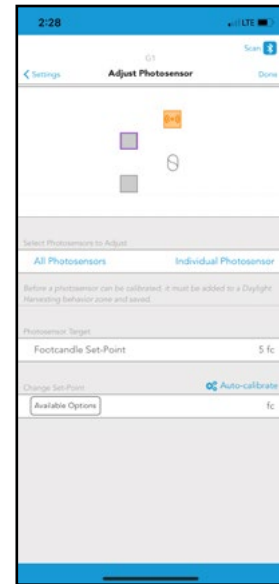 2:28
LTE
Scan
G1
Settings
Adjust Photosensor
Done
Select Photosensors to Adjust
All Photosensors
Individual Photosensor
Before a photosensor can be calibrated, it must be added to a Daylight
Harvesting behavior zone and saved.
Photosensor Target
Footcandle Set-Point
5 fc
Change Set-Point
Auto-calibrate
Available Options
fc